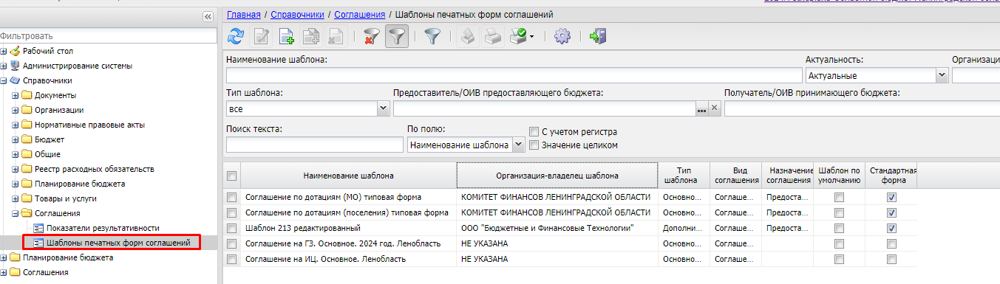 Главная / Справочники / Соглашения / Шаблоны печатных форм соглашений
Фильтровать
Рабочий стол
Администрирование системы
Справочники
Документы
Организации
Нормативные правовые акты
Бюджет
Общие
Реестр расходных обязательств
Планирование бюджета
Товары и услуги
Соглашения
Показатели результативности
Шаблоны печатных форм соглашений
Планирование бюджета
Соглашения
Наименование шаблона:
Актуальность:
Организаци
Актуальные
Тип шаблона:
Предоставитель/ОИВ предоставляющего бюджета:
Получатель/ОИВ принимающего бюджета:
все
...
Поиск текста:
По полю:
С учетом регистра
Наименование шаблона
Значение целиком
Наименование шаблона Организация-владелец шаблона Тип шаблона Вид соглашения Назначение соглашения Шаблон по умолчанию Стандартная форма
Соглашение по дотациям (МО) типовая форма КОМИТЕТ ФИНАНСОВ ЛЕНИНГРАДСКОЙ ОБЛАСТИ Основно... Соглаше... Предоста...
Соглашение по дотациям (поселения) типовая форма КОМИТЕТ ФИНАНСОВ ЛЕНИНГРАДСКОЙ ОБЛАСТИ Основно... Соглаше... Предоста...
Шаблон 213 редактированный ООО "Бюджетные и Финансовые Технологии" Дополни... Соглаше... Предоста...
Соглашение на ГЗ. Основное. 2024 год. Ленобласть НЕ УКАЗАНА Основно... Соглаше...
Соглашение на ИЦ. Основное. Ленобласть НЕ УКАЗАНА Основно... Соглаше...